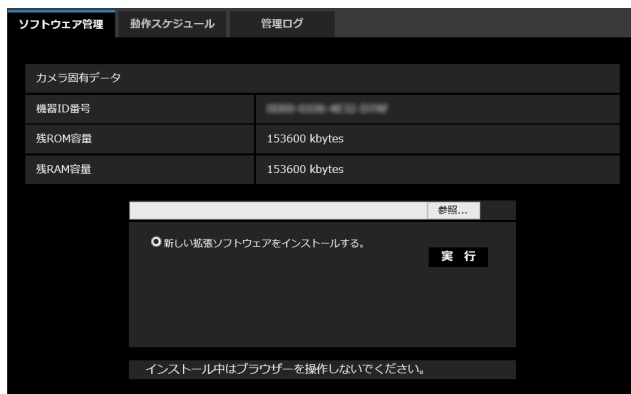 ソフトウェア管理 動作スケジュール 管理ログ
カメラ固有データ
機器ID番号
残ROM容量 153600 kbytes
残RAM容量 153600 kbytes
参照...
新しい拡張ソフトウェアをインストールする。
実 行
インストール中はブラウザーを操作しないでください。